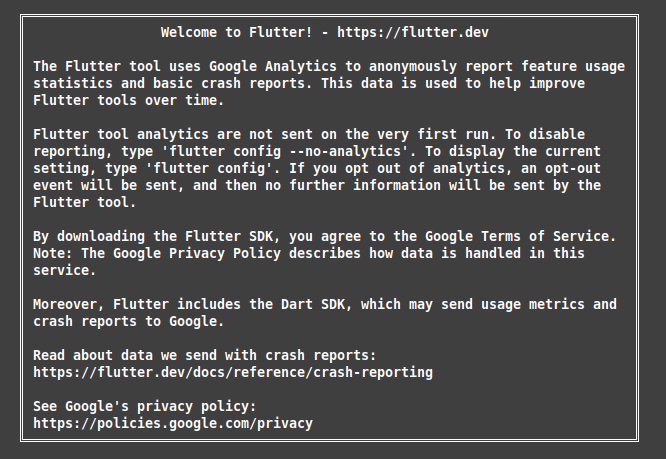 Welcome to Flutter! - https://flutter.dev
The Flutter tool uses Google Analytics to anonymously report feature usage
statistics and basic crash reports. This data is used to help improve
Flutter tools over time.
Flutter tool analytics are not sent on the very first run. To disable
reporting, type 'flutter config --no-analytics'. To display the current
setting, type 'flutter config'. If you opt out of analytics, an opt-out
event will be sent, and then no further information will be sent by the
Flutter tool.
By downloading the Flutter SDK, you agree to the Google Terms of Service.
Note: The Google Privacy Policy describes how data is handled in this
service.
Moreover, Flutter includes the Dart SDK, which may send usage metrics and
crash reports to Google.
Read about data we send with crash reports:
https://flutter.dev/docs/reference/crash-reporting
See Google's privacy policy:
https://policies.google.com/privacy